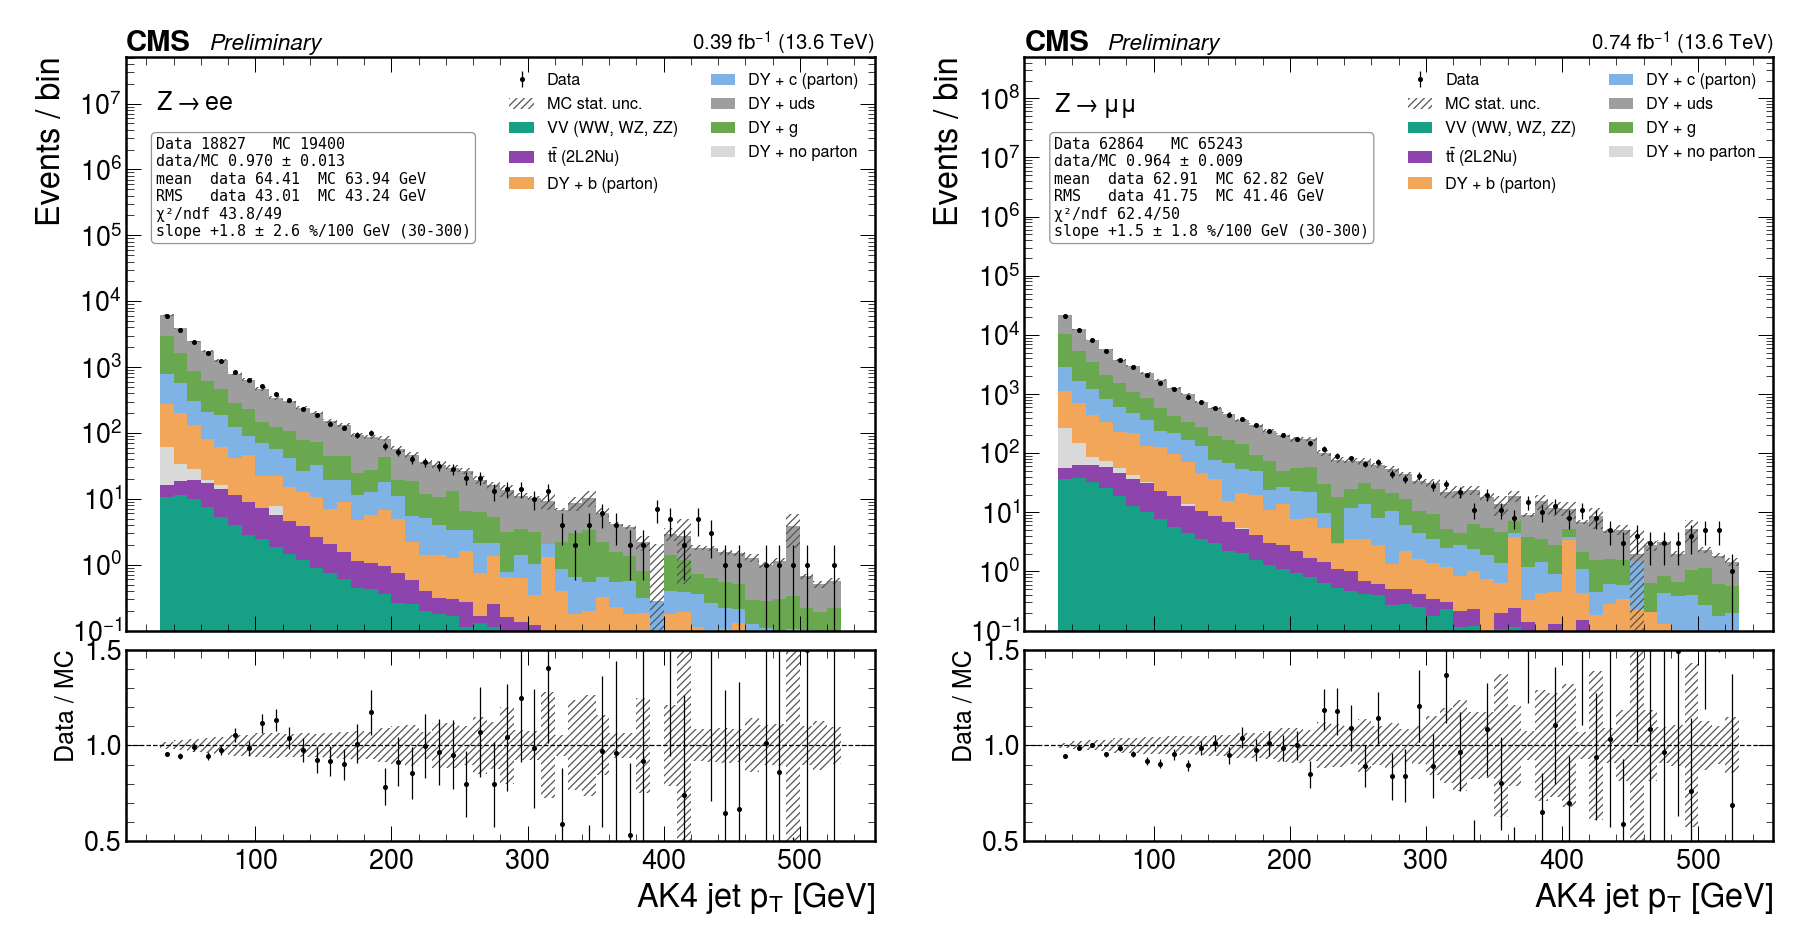 CMS Preliminary 0.39 fb⁻¹ (13.6 TeV)
Events / bin
Z → ee
Data
MC stat. unc.
VV (WW, WZ, ZZ)
tt̄ (2L2Nu)
DY + b (parton)
DY + c (parton)
DY + uds
DY + g
DY + no parton
Data 18827 MC 19400
data/MC 0.970 ± 0.013
mean data 64.41 MC 63.94 GeV
RMS data 43.01 MC 43.24 GeV
χ²/ndf 43.8/49
slope +1.8 ± 2.6 %/100 GeV (30-300)
10⁷
10⁶
10⁵
10⁴
10³
10²
10¹
10⁰
10⁻¹
Data / MC
1.5
1.0
0.5
100 200 300 400 500
AK4 jet p_T [GeV]
CMS Preliminary 0.74 fb⁻¹ (13.6 TeV)
Events / bin
Z → μμ
Data
MC stat. unc.
VV (WW, WZ, ZZ)
tt̄ (2L2Nu)
DY + b (parton)
DY + c (parton)
DY + uds
DY + g
DY + no parton
Data 62864 MC 65243
data/MC 0.964 ± 0.009
mean data 62.91 MC 62.82 GeV
RMS data 41.75 MC 41.46 GeV
χ²/ndf 62.4/50
slope +1.5 ± 1.8 %/100 GeV (30-300)
10⁸
10⁷
10⁶
10⁵
10⁴
10³
10²
10¹
10⁰
10⁻¹
Data / MC
1.5
1.0
0.5
100 200 300 400 500
AK4 jet p_T [GeV]